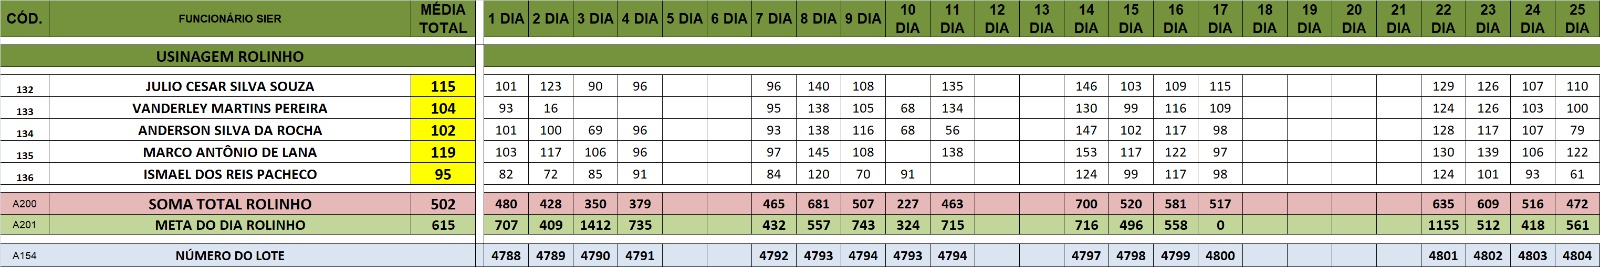 CÓD. FUNCIONÁRIO SIER MÉDIA TOTAL 1 DIA 2 DIA 3 DIA 4 DIA 5 DIA 6 DIA 7 DIA 8 DIA 9 DIA 10 DIA 11 DIA 12 DIA 13 DIA 14 DIA 15 DIA 16 DIA 17 DIA 18 DIA 19 DIA 20 DIA 21 DIA 22 DIA 23 DIA 24 DIA 25 DIA
USINAGEM ROLINHO
132 JULIO CESAR SILVA SOUZA 115 101 123 90 96 96 140 108 135 146 103 109 115 129 126 107 110
133 VANDERLEY MARTINS PEREIRA 104 93 16 95 138 105 68 134 130 99 116 109 124 126 103 100
134 ANDERSON SILVA DA ROCHA 102 101 100 69 96 93 138 116 68 56 147 102 117 98 128 117 107 79
135 MARCO ANTÔNIO DE LANA 119 103 117 106 96 97 145 108 138 153 117 122 97 130 139 106 122
136 ISMAEL DOS REIS PACHECO 95 82 72 85 91 84 120 70 91 124 99 117 98 124 101 93 61
A200 SOMA TOTAL ROLINHO 502 480 428 350 379 465 681 507 227 463 700 520 581 517 635 609 516 472
A201 META DO DIA ROLINHO 615 707 409 1412 735 432 557 743 324 715 716 496 558 0 1155 512 418 561
A154 NÚMERO DO LOTE 4788 4789 4790 4791 4792 4793 4794 4793 4794 4797 4798 4799 4800 4801 4802 4803 4804